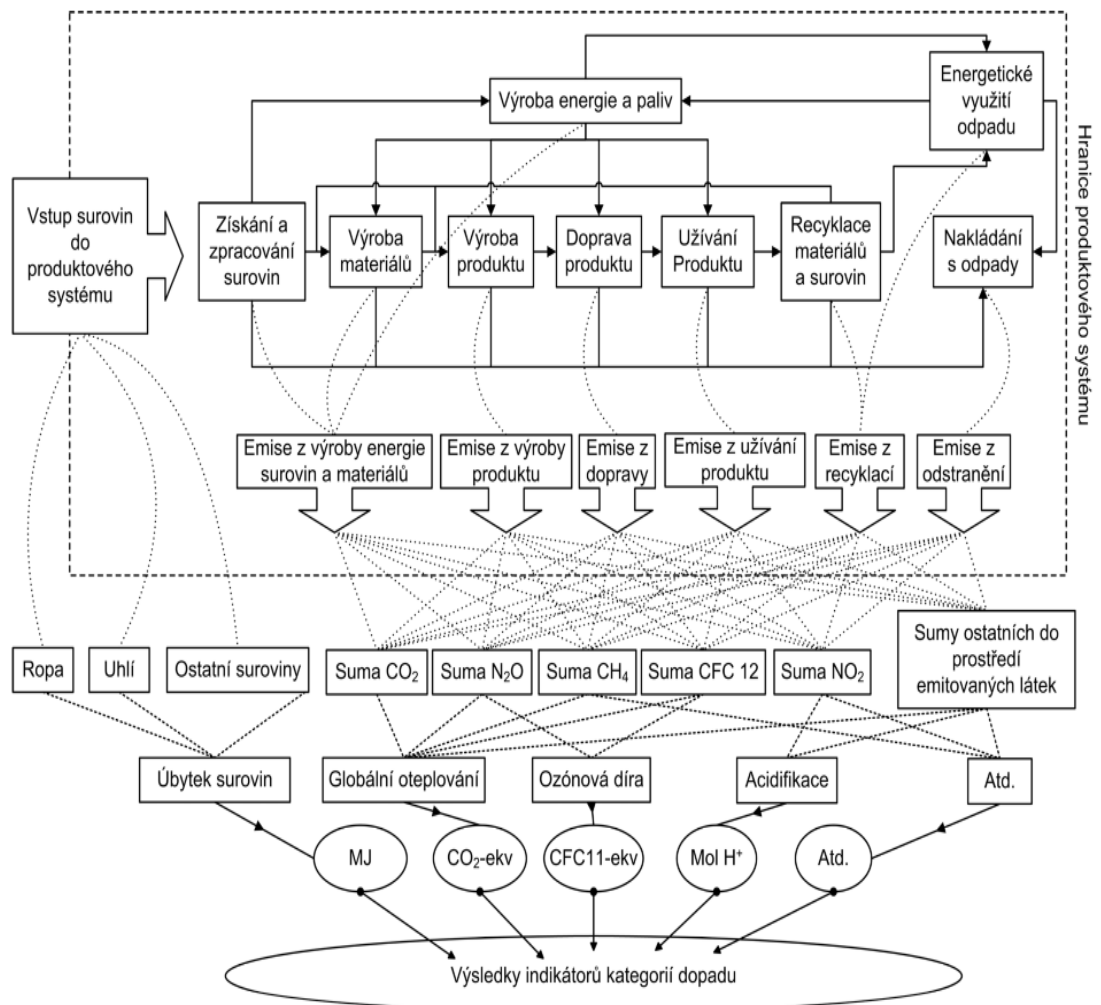 Energetické
využití
odpadu
Výroba energie a paliv
Hranice produktového systému
Vstup surovin
do
produktového
systému
Získání a
zpracování
surovin
Výroba
materiálů
Výroba
produktu
Doprava
produktu
Užívání
Produktu
Recyklace
materiálů
a surovin
Nakládání
s odpady
Emise z výroby energie
surovin a materiálů
Emise z výroby
produktu
Emise z
dopravy
Emise z užívání
produktu
Emise z
recyklací
Emise z
odstranění
Ropa
Uhlí
Ostatní suroviny
Suma CO₂
Suma N₂O
Suma CH₄
Suma CFC 12
Suma NO₂
Sumy ostatních do
prostředí
emitovaných látek
Úbytek surovin
Globální oteplování
Ozónová díra
Acidifikace
Atd.
MJ
CO₂-ekv
CFC11-ekv
Mol H⁺
Atd.
Výsledky indikátorů kategorií dopadu